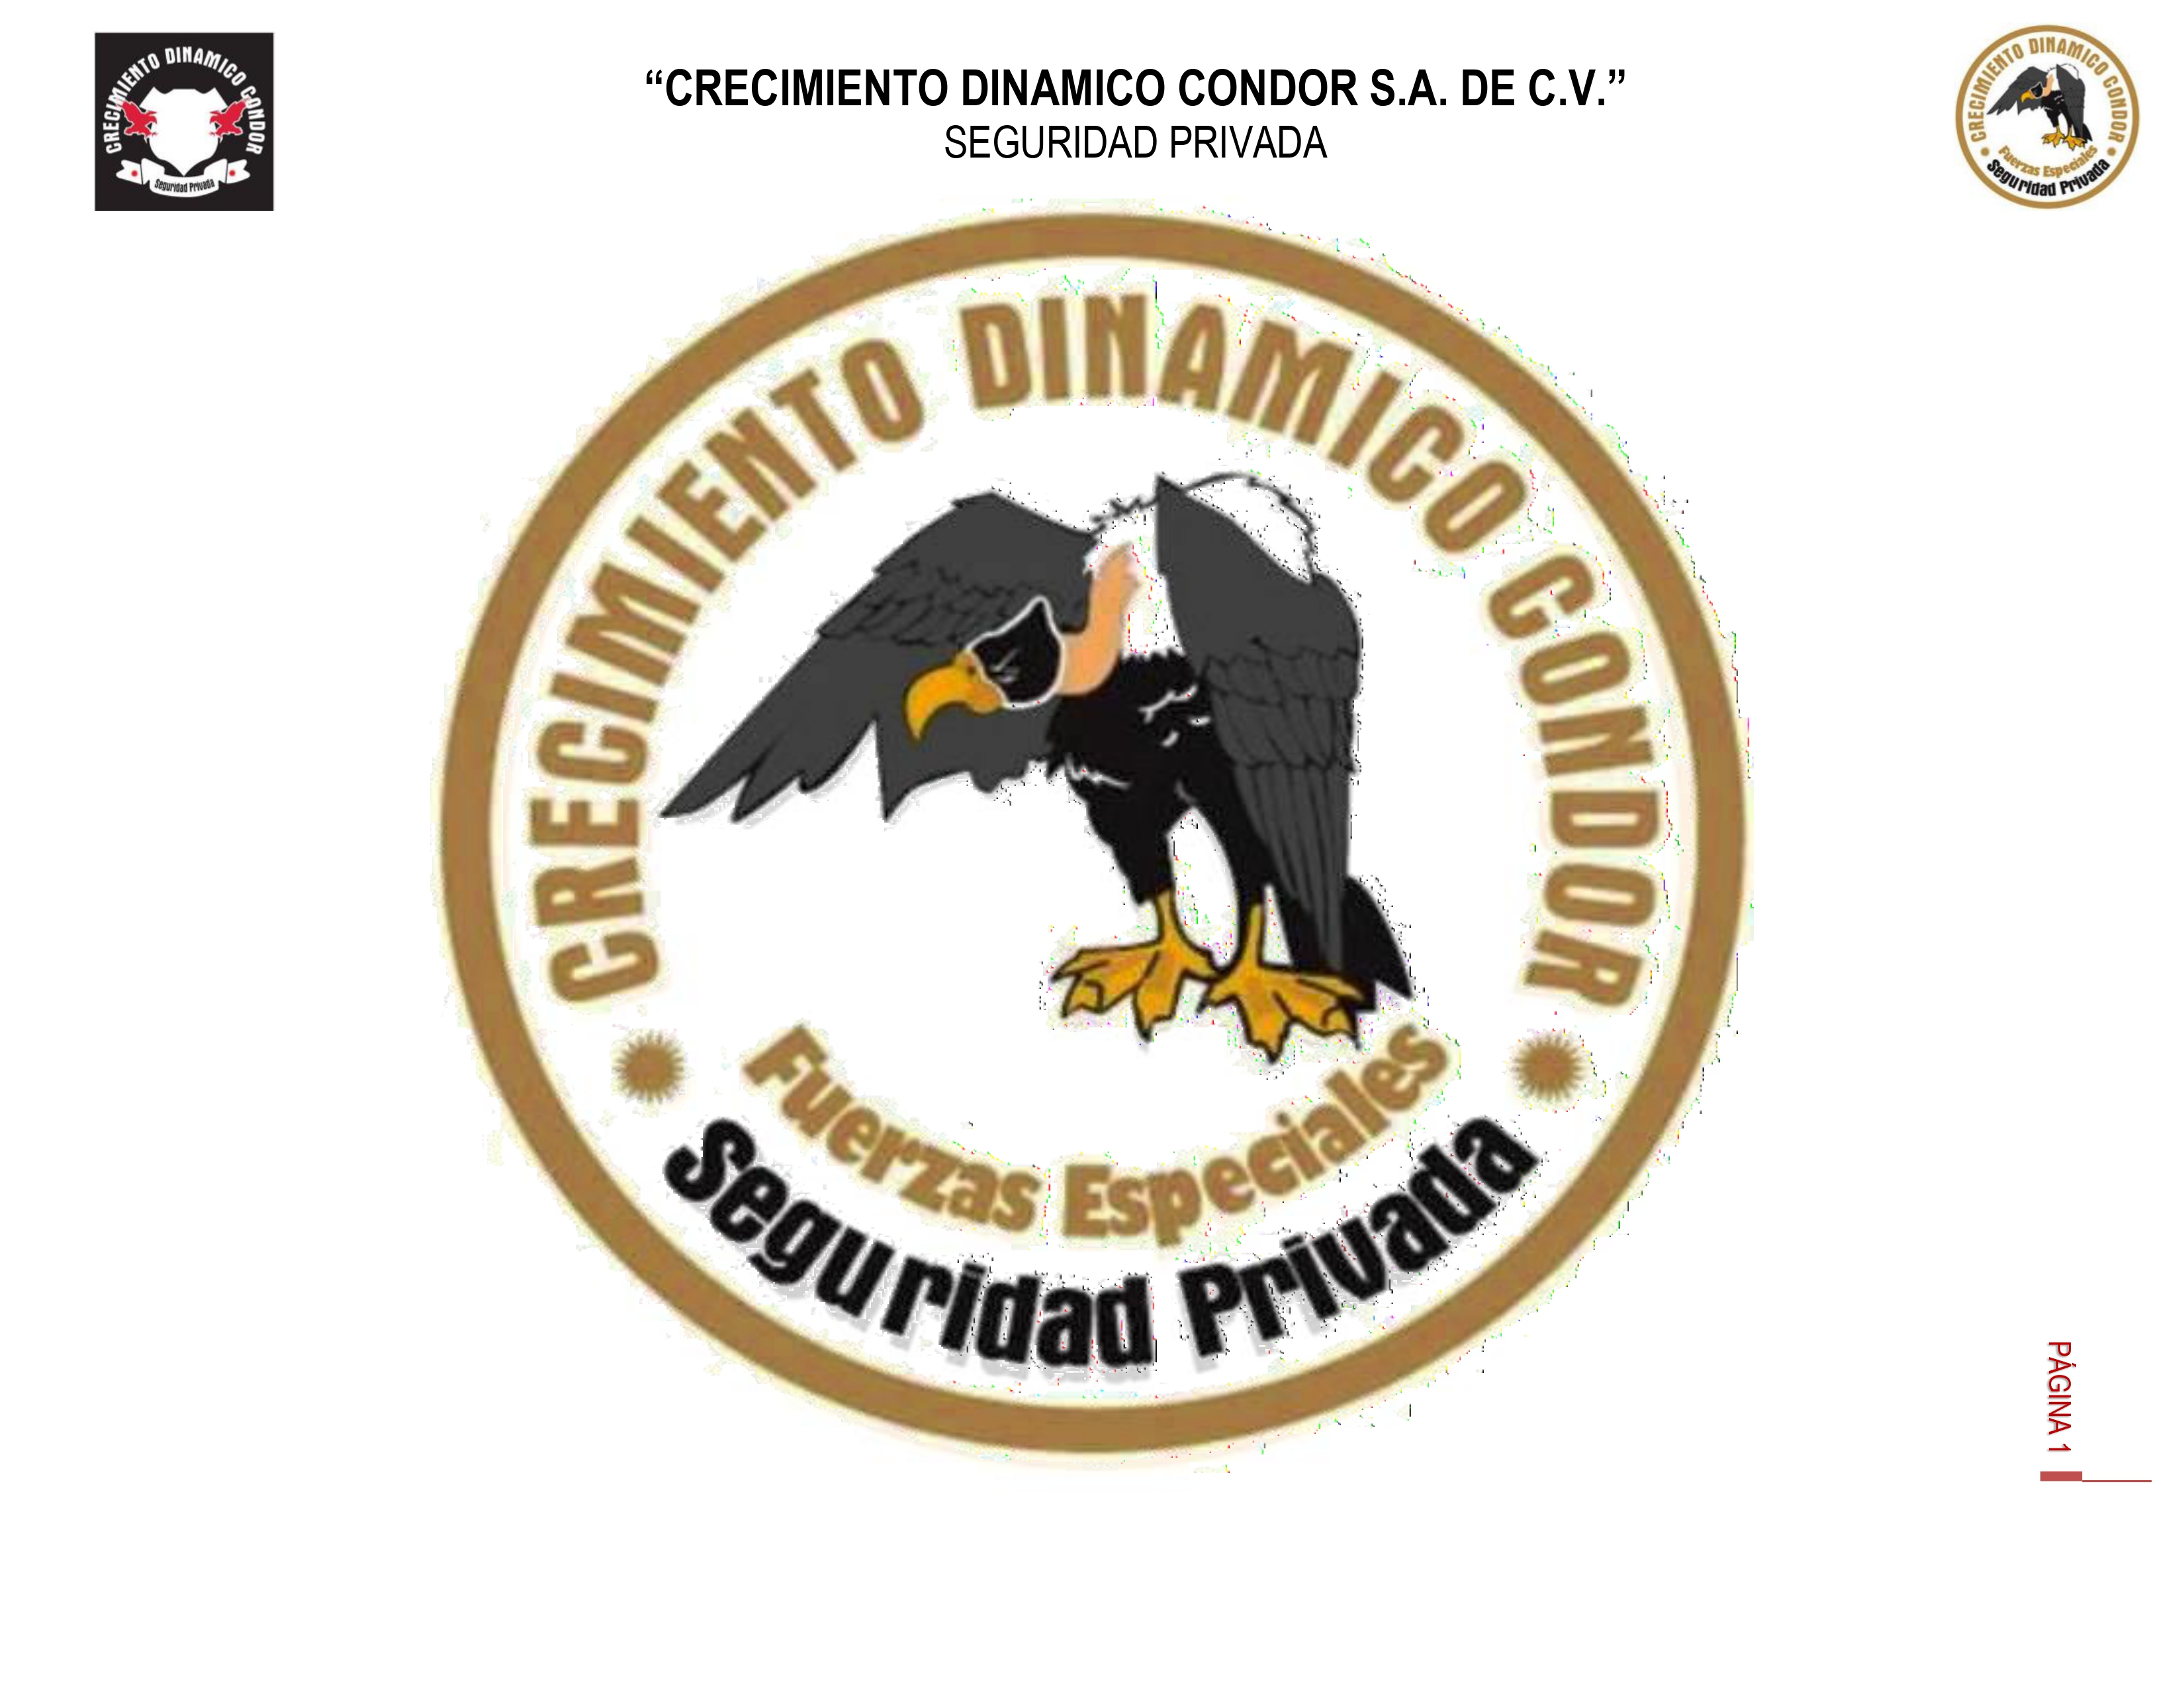 CRECIMIENTO DINAMICO CONDOR
Seguridad Privada
“CRECIMIENTO DINAMICO CONDOR S.A. DE C.V.”
SEGURIDAD PRIVADA
CRECIMIENTO DINAMICO CONDOR
Fuerzas Especiales
Seguridad Privada
CRECIMIENTO DINAMICO CONDOR
Fuerzas Especiales
Seguridad Privada
PÁGINA 1